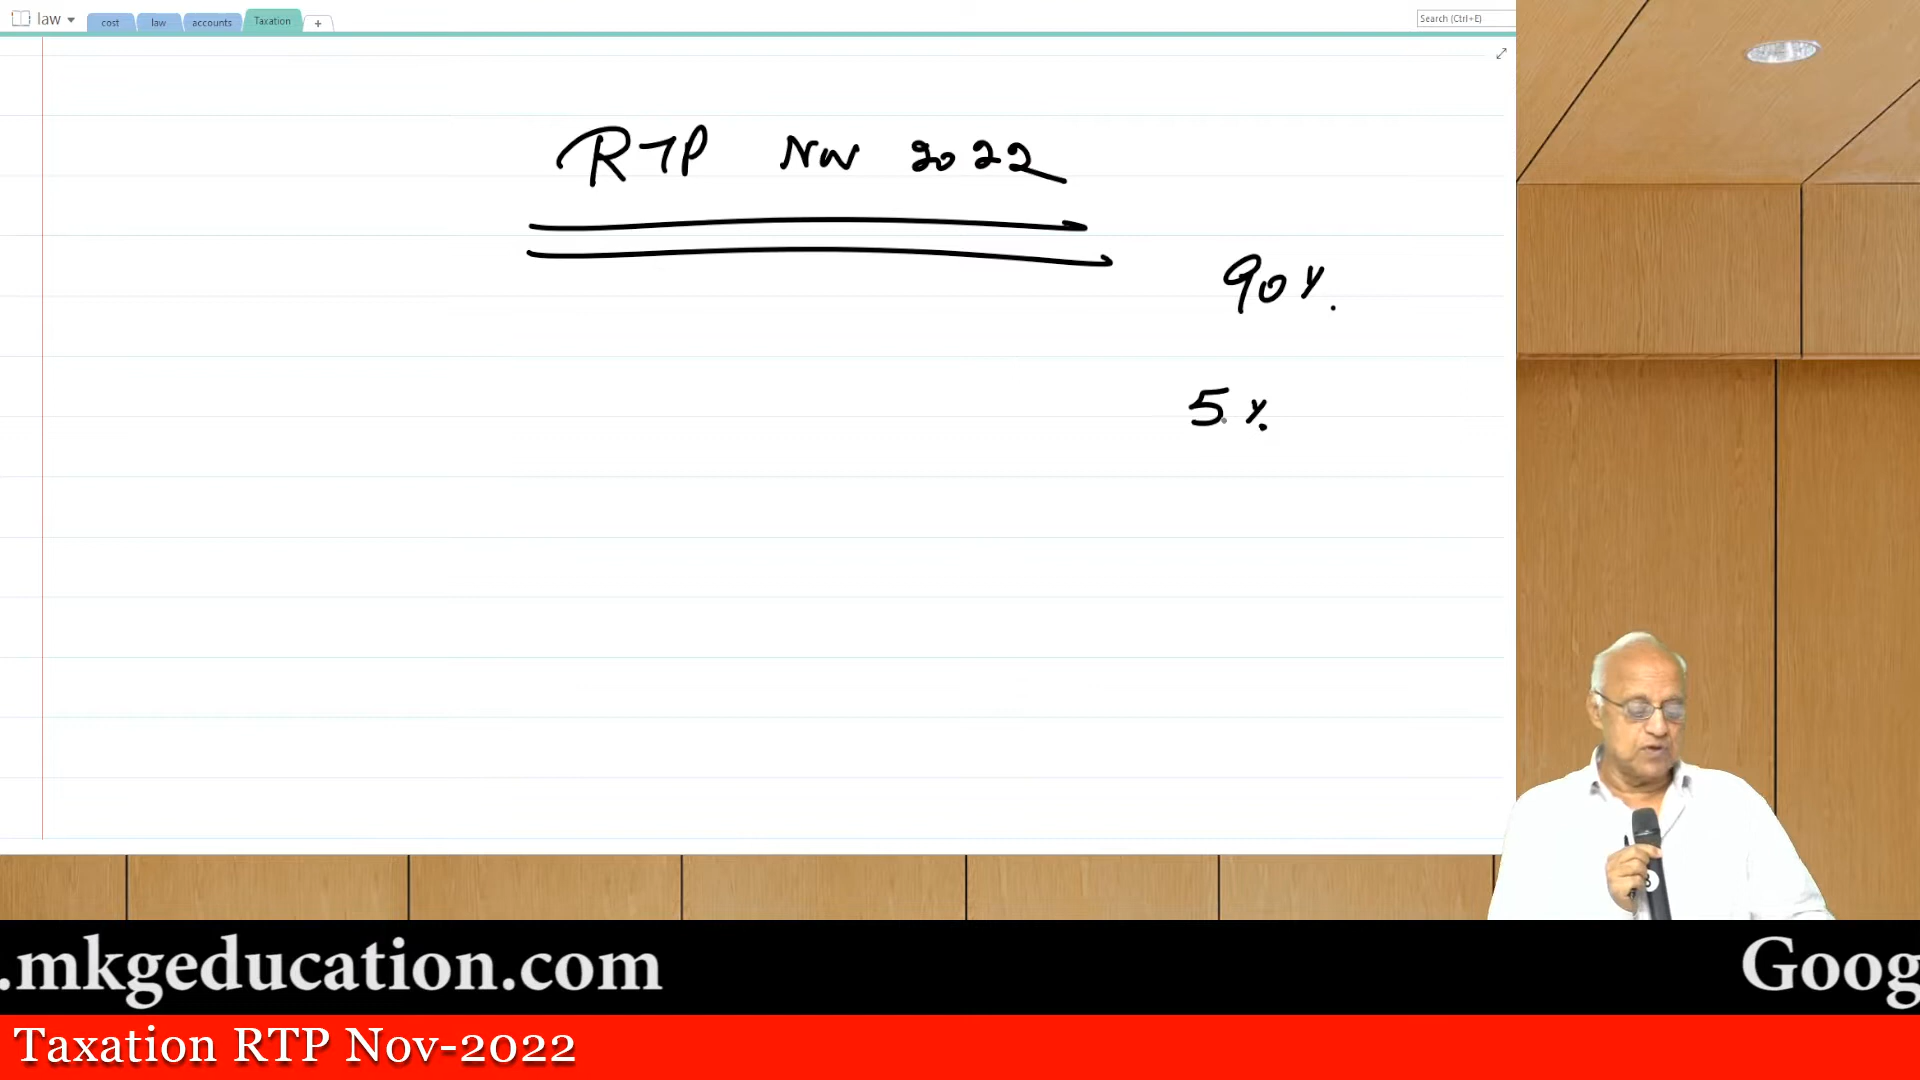 law cost law accounts Taxation + Search (Ctrl+E)
RTP Nov 2022
90 %.
5 %.
.mkgeducation.com Goog
Taxation RTP Nov-2022